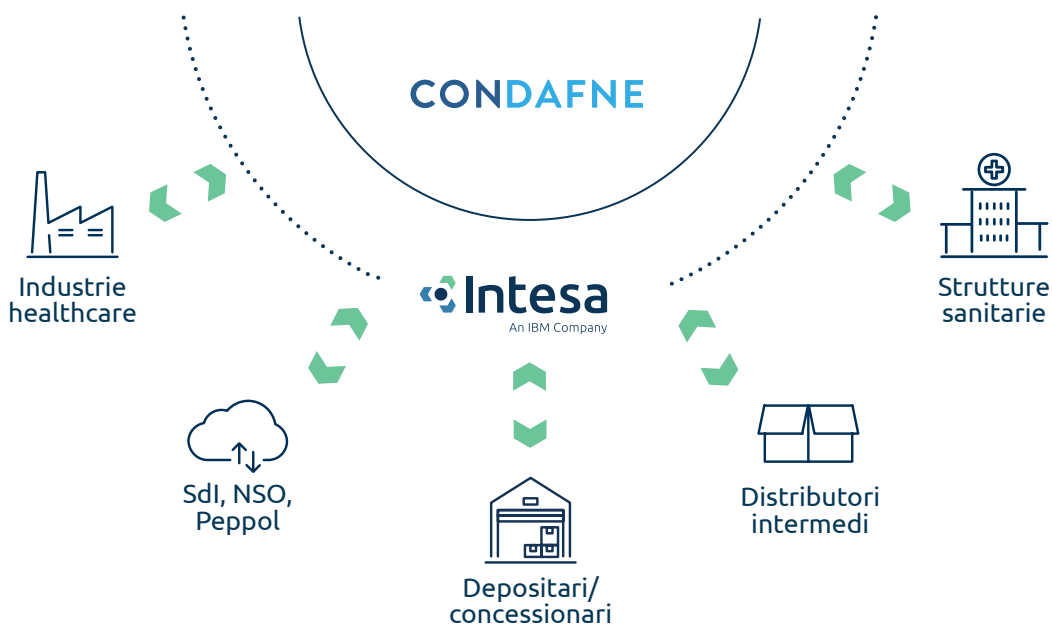 CONDAFNE
Intesa
An IBM Company
Industrie
healthcare
SdI, NSO,
Peppol
Depositari/
concessionari
Distributori
intermedi
Strutture
sanitarie